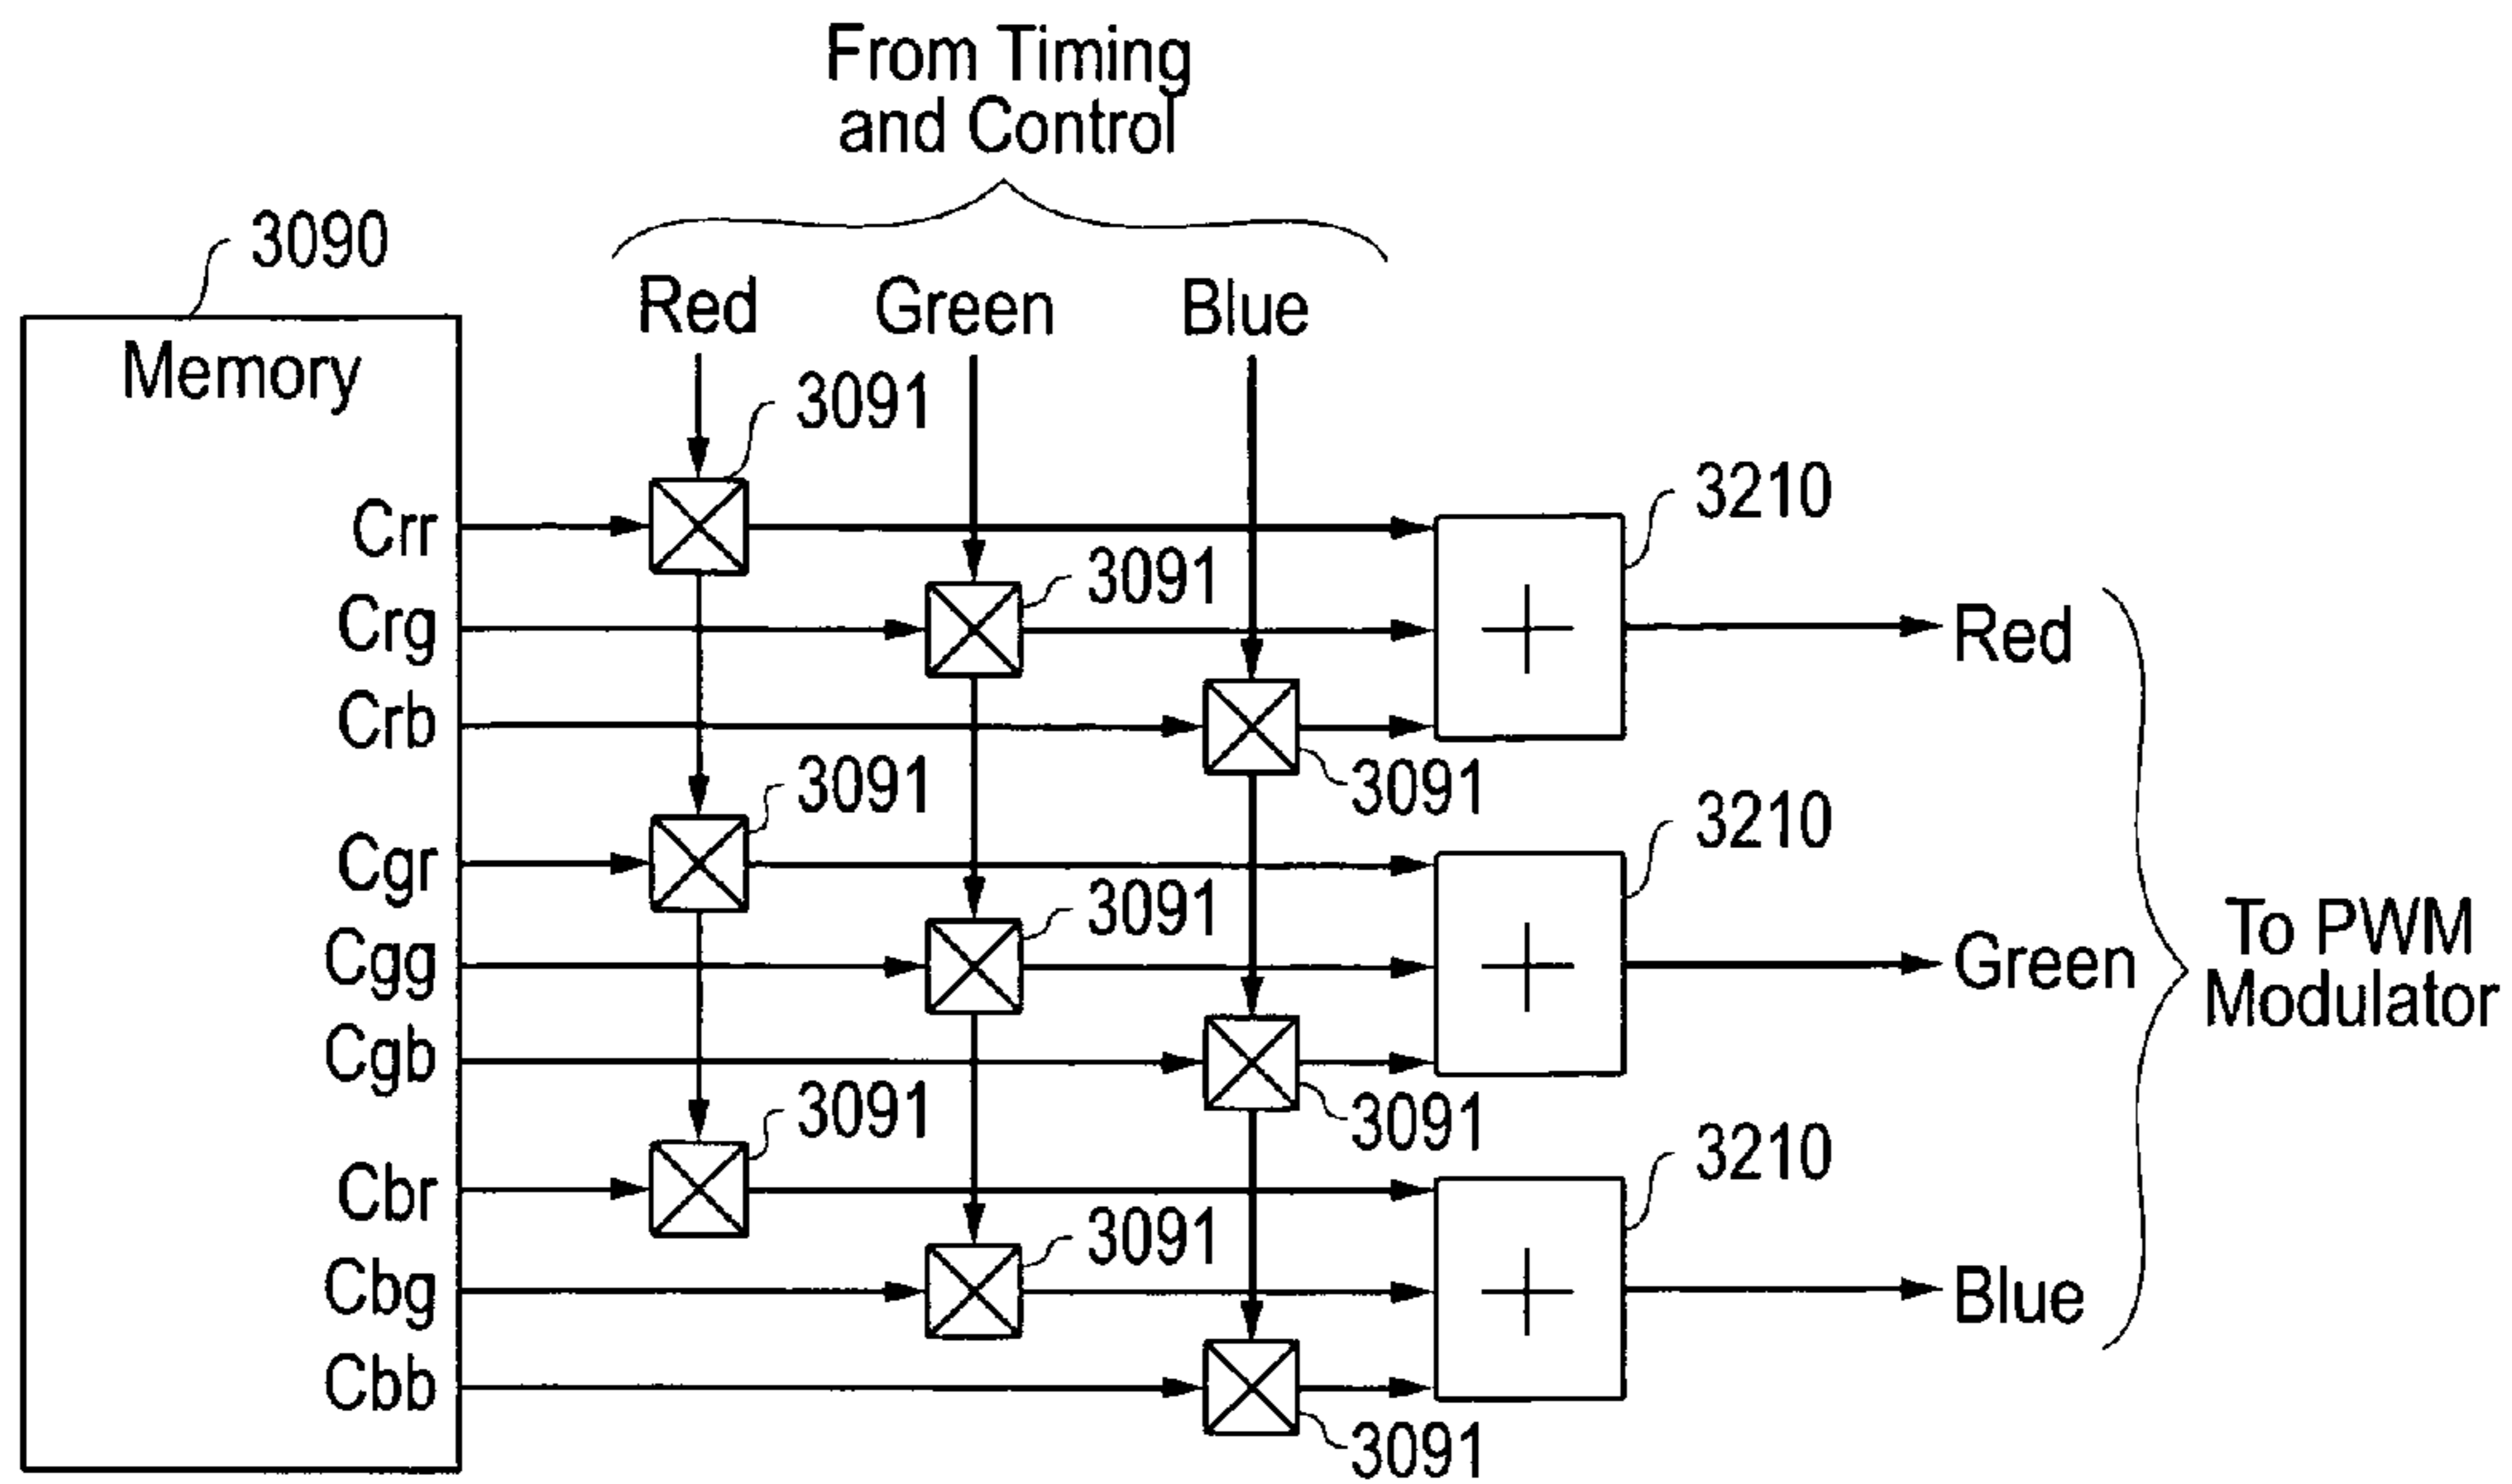 From Timing
and Control
3090
Red Green Blue
Memory
3091
Crr
3210
3091
Crg
Red
Crb
3091
3091
3210
Cgr
3091
To PWM
Cgg
Green
Modulator
Cgb
3091
3091
3210
Cbr
3091
Cbg
Blue
Cbb
3091